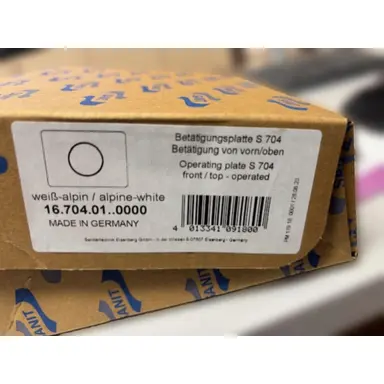 Betätigungsplatte S 704
Betätigung von vorn/oben
Operating plate S 704
front / top - operated
weiß-alpin / alpine-white
16.704.01..0000
MADE IN GERMANY
4 013341 091800
SANIT